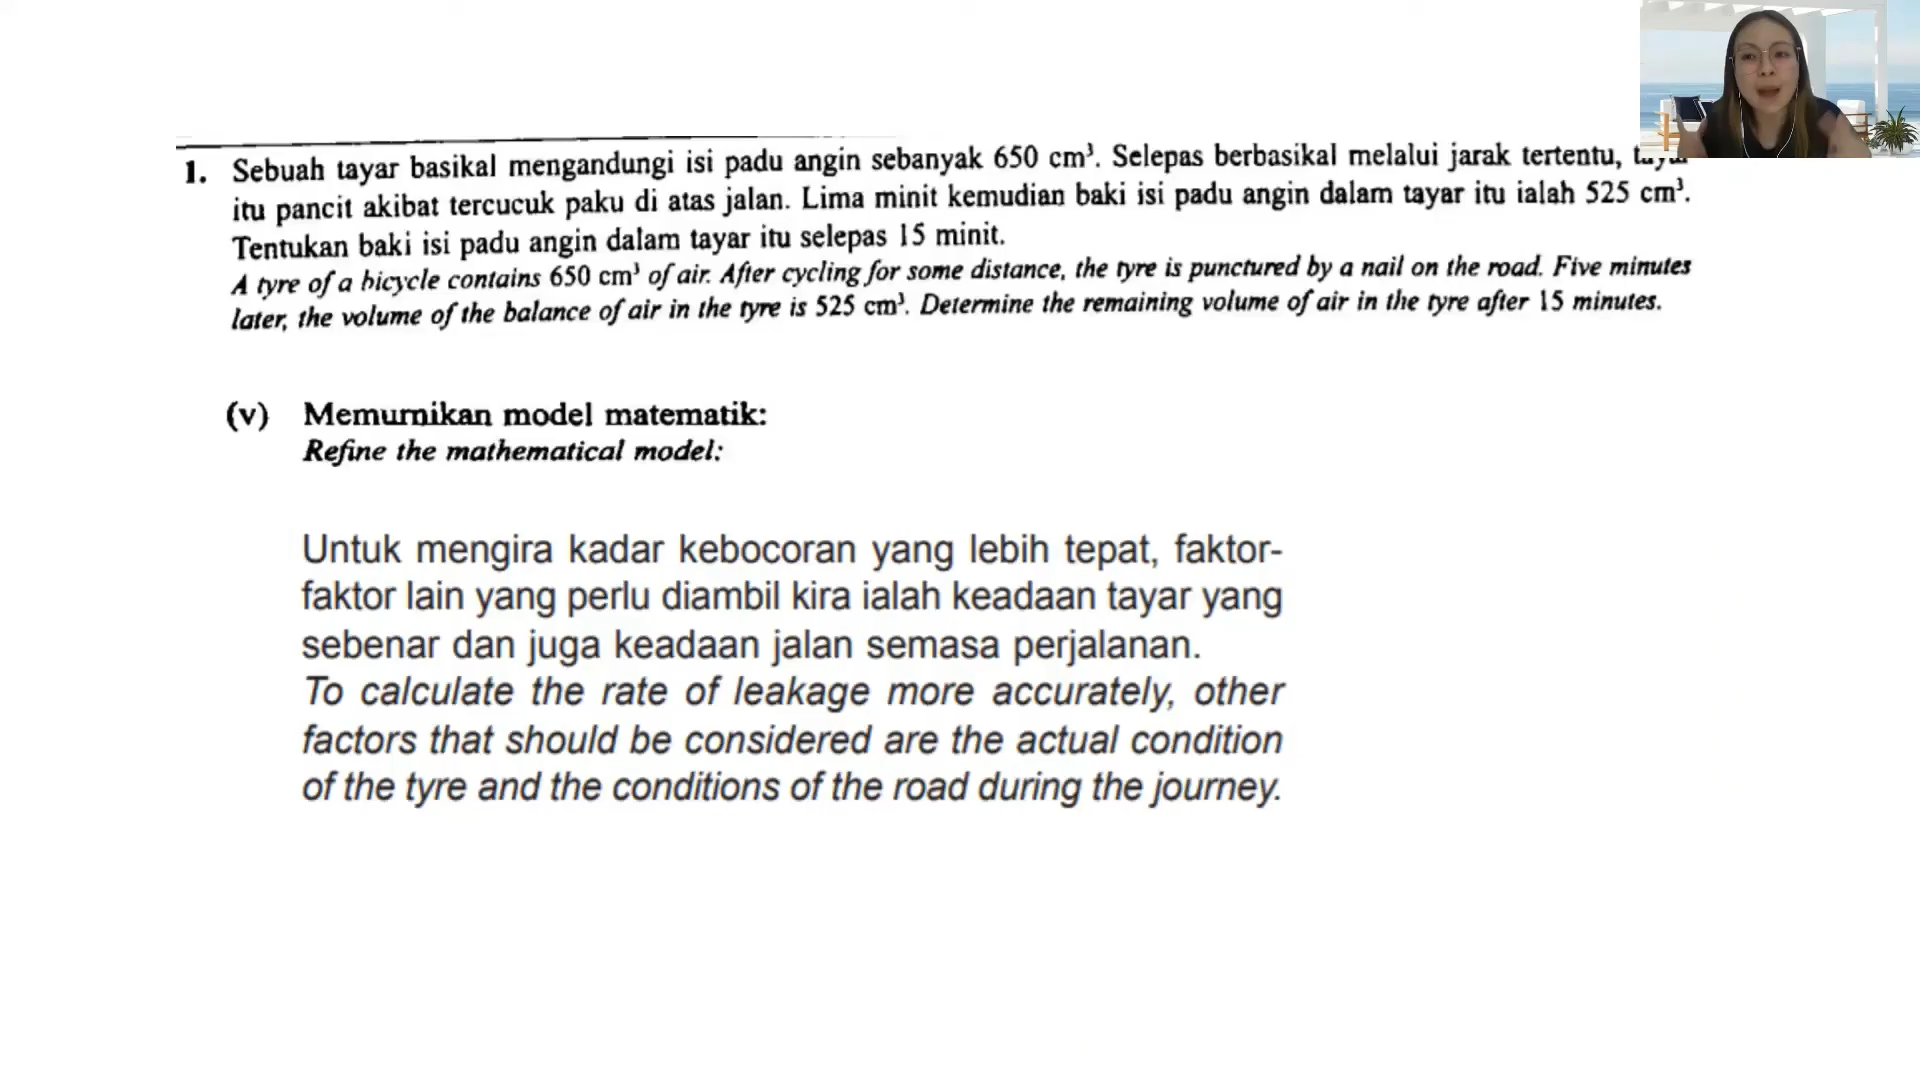 1. Sebuah tayar basikal mengandungi isi padu angin sebanyak 650 cm³. Selepas berbasikal melalui jarak tertentu,
itu pancit akibat tercucuk paku di atas jalan. Lima minit kemudian baki isi padu angin dalam tayar itu ialah 525 cm³.
Tentukan baki isi padu angin dalam tayar itu selepas 15 minit.
A tyre of a bicycle contains 650 cm³ of air. After cycling for some distance, the tyre is punctured by a nail on the road. Five minutes
later, the volume of the balance of air in the tyre is 525 cm³. Determine the remaining volume of air in the tyre after 15 minutes.
(v) Memurnikan model matematik:
Refine the mathematical model:
Untuk mengira kadar kebocoran yang lebih tepat, faktor-
faktor lain yang perlu diambil kira ialah keadaan tayar yang
sebenar dan juga keadaan jalan semasa perjalanan.
To calculate the rate of leakage more accurately, other
factors that should be considered are the actual condition
of the tyre and the conditions of the road during the journey.